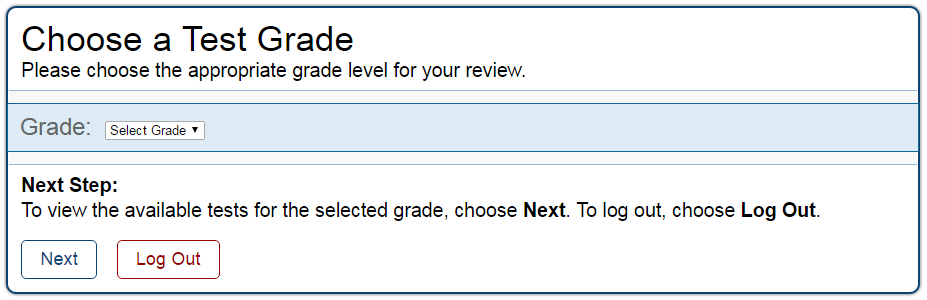 Choose a Test Grade
Please choose the appropriate grade level for your review.
Grade: Select Grade
Next Step:
To view the available tests for the selected grade, choose Next. To log out, choose Log Out.
Next Log Out